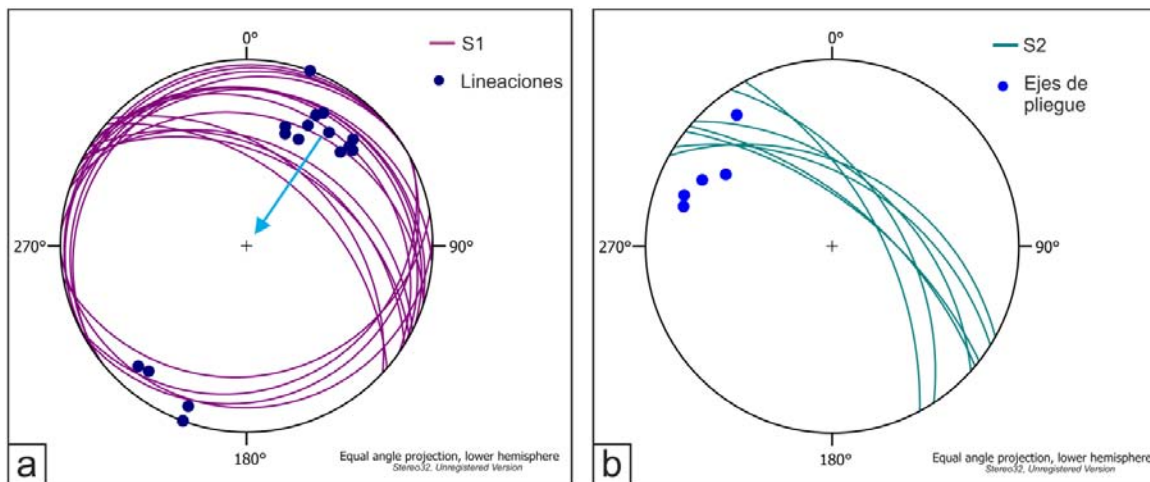 0°
S1
Lineaciones
270°
90°
180°
Equal angle projection, lower hemisphere
Stereo32, Unregistered Version
a
0°
S2
Ejes de
pliegue
270°
90°
180°
Equal angle projection, lower hemisphere
Stereo32, Unregistered Version
b